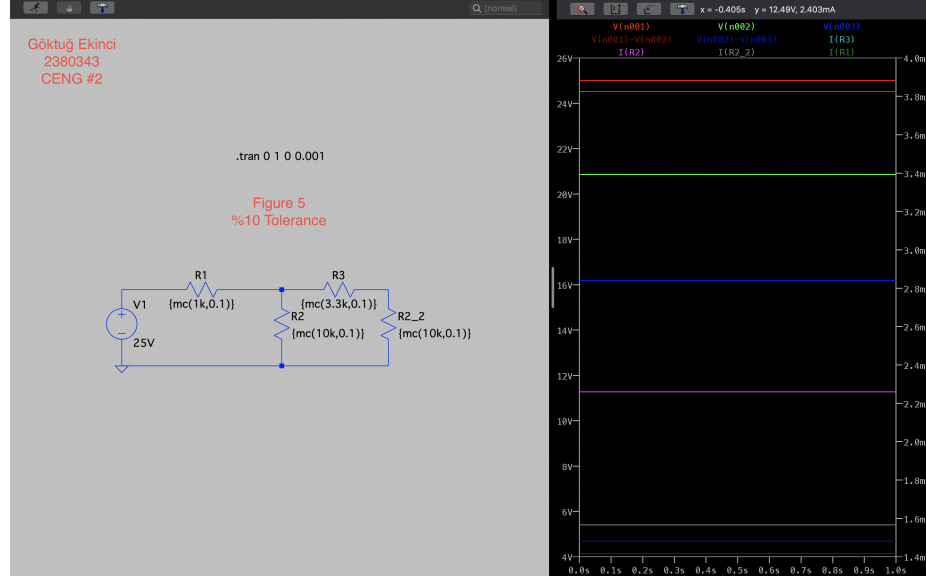 (normal)
x = -0.405s y = 12.49V, 2.403mA
Göktuğ Ekinci
2380343
CENG #2
.tran 0 1 0 0.001
Figure 5
%10 Tolerance
R1
R3
{mc(1k,0.1)}
{mc(3.3k,0.1)}
V1
R2
R2_2
{mc(10k,0.1)}
{mc(10k,0.1)}
25V
V(n001) V(n002) V(n003)
V(n001)-V(n002) V(n002)-V(n003) I(R3)
I(R2) I(R2_2) I(R1)
26V
24V
22V
20V
18V
16V
14V
12V
10V
8V
6V
4V
4.0m
3.8m
3.6m
3.4m
3.2m
3.0m
2.8m
2.6m
2.4m
2.2m
2.0m
1.8m
1.6m
1.4m
0.0s 0.1s 0.2s 0.3s 0.4s 0.5s 0.6s 0.7s 0.8s 0.9s 1.0s